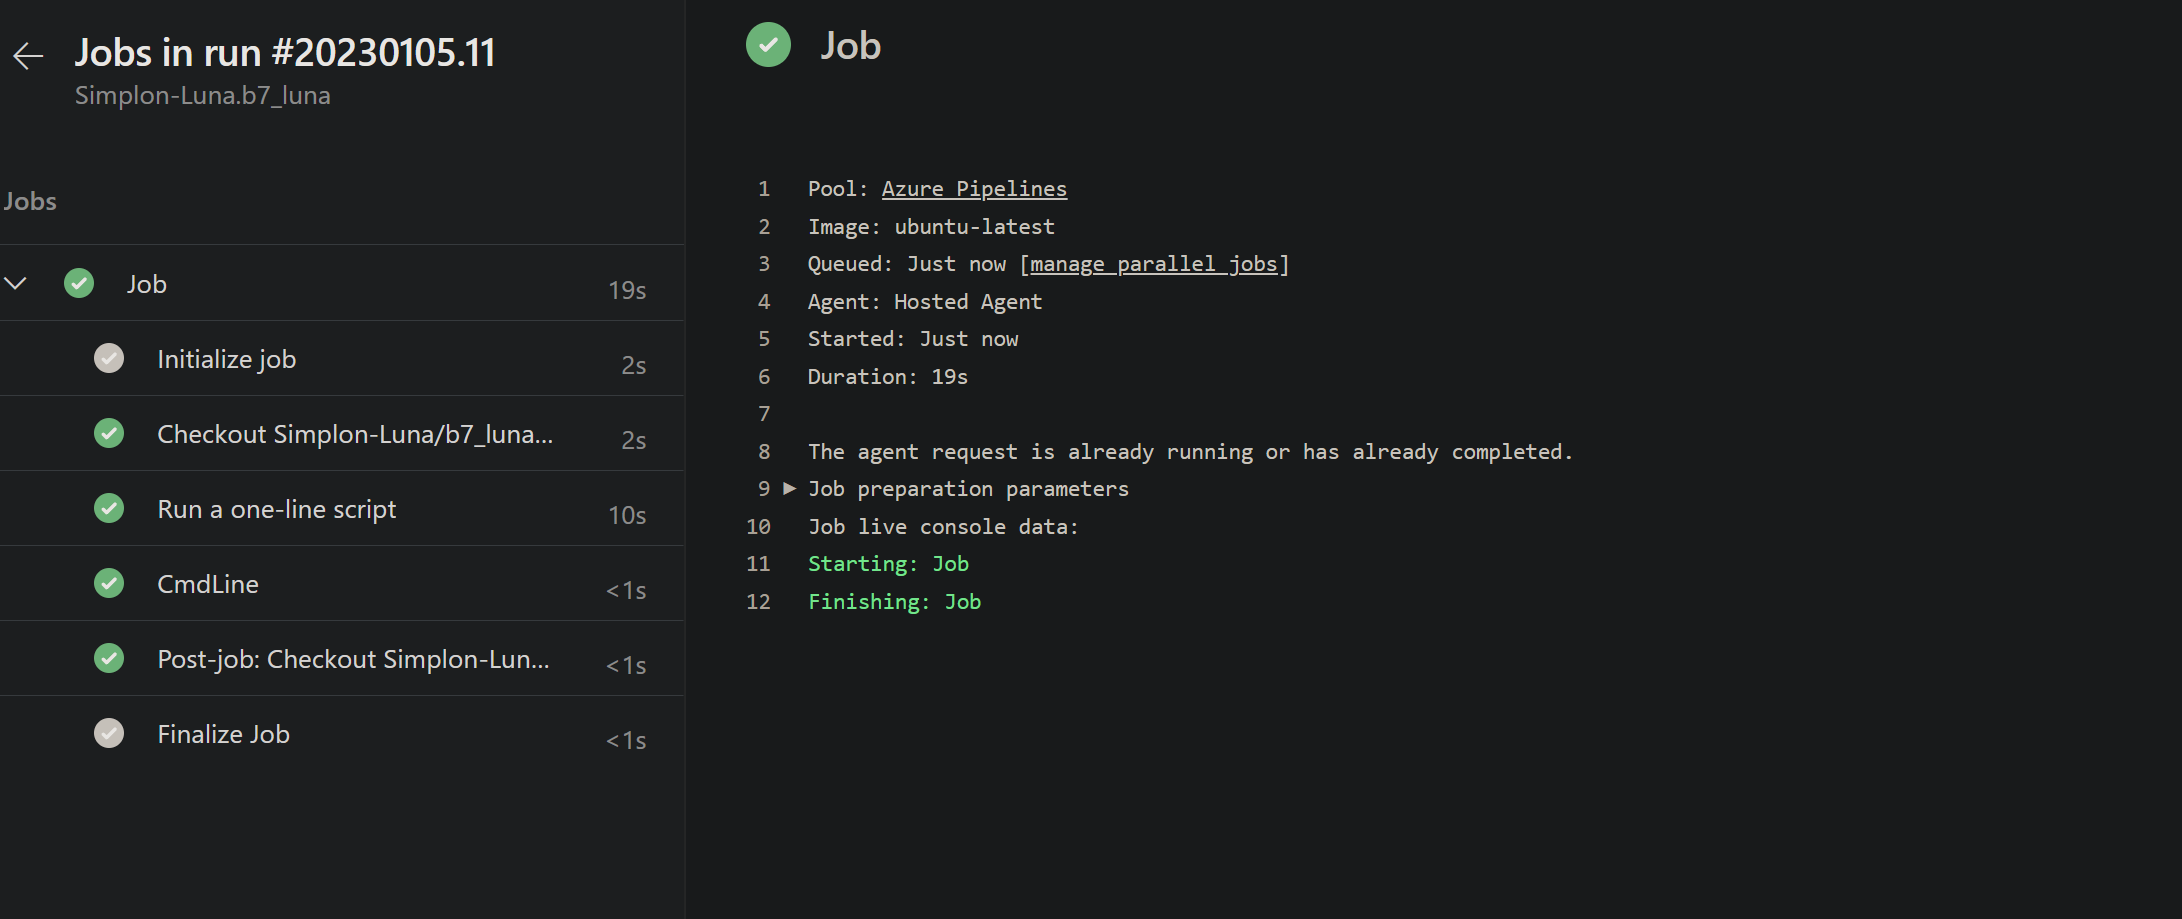 Jobs in run #20230105.11
Simplon-Luna.b7_luna
Jobs
Job 19s
Initialize job 2s
Checkout Simplon-Luna/b7_luna... 2s
Run a one-line script 10s
CmdLine <1s
Post-job: Checkout Simplon-Lun... <1s
Finalize Job <1s
Job
1 Pool: Azure Pipelines
2 Image: ubuntu-latest
3 Queued: Just now [manage parallel jobs]
4 Agent: Hosted Agent
5 Started: Just now
6 Duration: 19s
7
8 The agent request is already running or has already completed.
9 Job preparation parameters
10 Job live console data:
11 Starting: Job
12 Finishing: Job